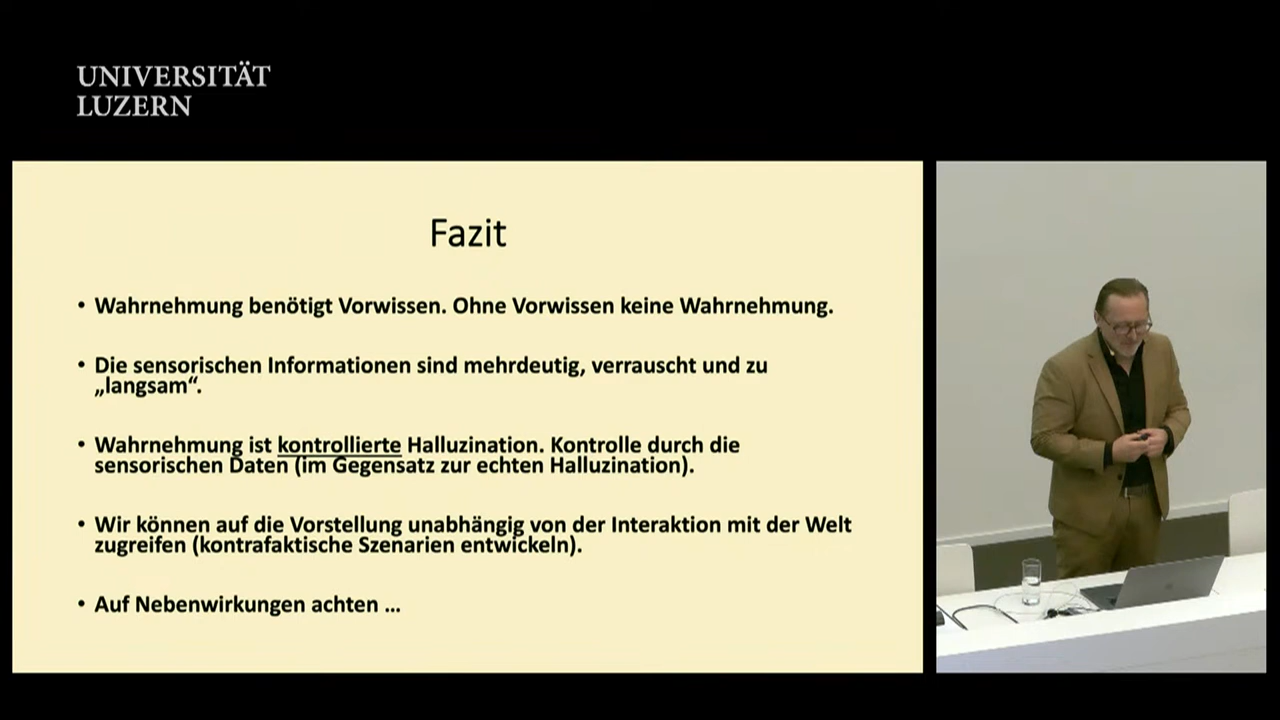 UNIVERSITÄT
LUZERN
Fazit
• Wahrnehmung benötigt Vorwissen. Ohne Vorwissen keine Wahrnehmung.
• Die sensorischen Informationen sind mehrdeutig, verrauscht und zu
„langsam“.
• Wahrnehmung ist kontrollierte Halluzination. Kontrolle durch die
sensorischen Daten (im Gegensatz zur echten Halluzination).
• Wir können auf die Vorstellung unabhängig von der Interaktion mit der Welt
zugreifen (kontrafaktische Szenarien entwickeln).
• Auf Nebenwirkungen achten ...